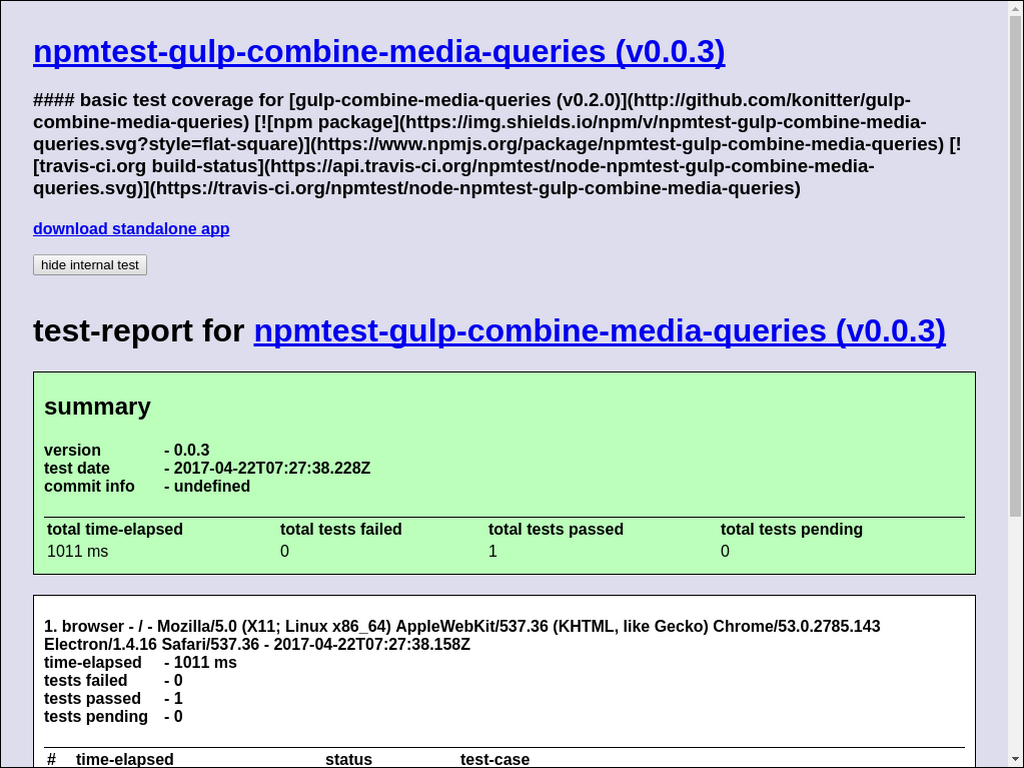 npmtest-gulp-combine-media-queries (v0.0.3)
#### basic test coverage for [gulp-combine-media-queries (v0.2.0)](http://github.com/konitter/gulp-
combine-media-queries) [![npm package](https://img.shields.io/npm/v/npmtest-gulp-combine-media-
queries.svg?style=flat-square)](https://www.npmjs.org/package/npmtest-gulp-combine-media-queries) [!
[travis-ci.org build-status](https://api.travis-ci.org/npmtest/node-npmtest-gulp-combine-media-
queries.svg)](https://travis-ci.org/npmtest/node-npmtest-gulp-combine-media-queries)
download standalone app
hide internal test
test-report for npmtest-gulp-combine-media-queries (v0.0.3)
summary
version - 0.0.3
test date - 2017-04-22T07:27:38.228Z
commit info - undefined
total time-elapsed total tests failed total tests passed total tests pending
1011 ms 0 1 0
1. browser - / - Mozilla/5.0 (X11; Linux x86_64) AppleWebKit/537.36 (KHTML, like Gecko) Chrome/53.0.2785.143
Electron/1.4.16 Safari/537.36 - 2017-04-22T07:27:38.158Z
time-elapsed - 1011 ms
tests failed - 0
tests passed - 1
tests pending - 0
# time-elapsed status test-case